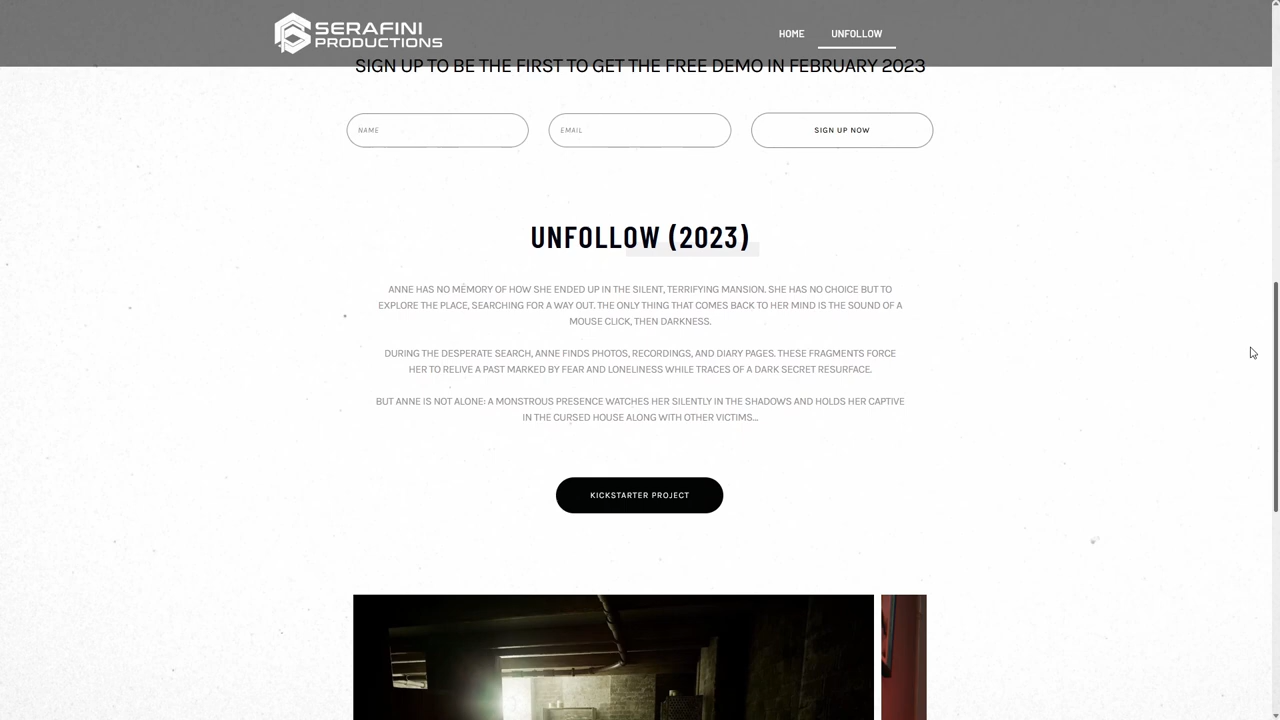 SERAFINI
PRODUCTIONS
HOME
UNFOLLOW
SIGN UP TO BE THE FIRST TO GET THE FREE DEMO IN FEBRUARY 2023
NAME
EMAIL
SIGN UP NOW
UNFOLLOW (2023)
ANNE HAS NO MEMORY OF HOW SHE ENDED UP IN THE SILENT, TERRIFYING MANSION. SHE HAS NO CHOICE BUT TO
EXPLORE THE PLACE, SEARCHING FOR A WAY OUT. THE ONLY THING THAT COMES BACK TO HER MIND IS THE SOUND OF A
MOUSE CLICK, THEN DARKNESS.
DURING THE DESPERATE SEARCH, ANNE FINDS PHOTOS, RECORDINGS, AND DIARY PAGES. THESE FRAGMENTS FORCE
HER TO RELIVE A PAST MARKED BY FEAR AND LONELINESS WHILE TRACES OF A DARK SECRET RESURFACE.
BUT ANNE IS NOT ALONE: A MONSTROUS PRESENCE WATCHES HER SILENTLY IN THE SHADOWS AND HOLDS HER CAPTIVE
IN THE CURSED HOUSE ALONG WITH OTHER VICTIMS...
KICKSTARTER PROJECT